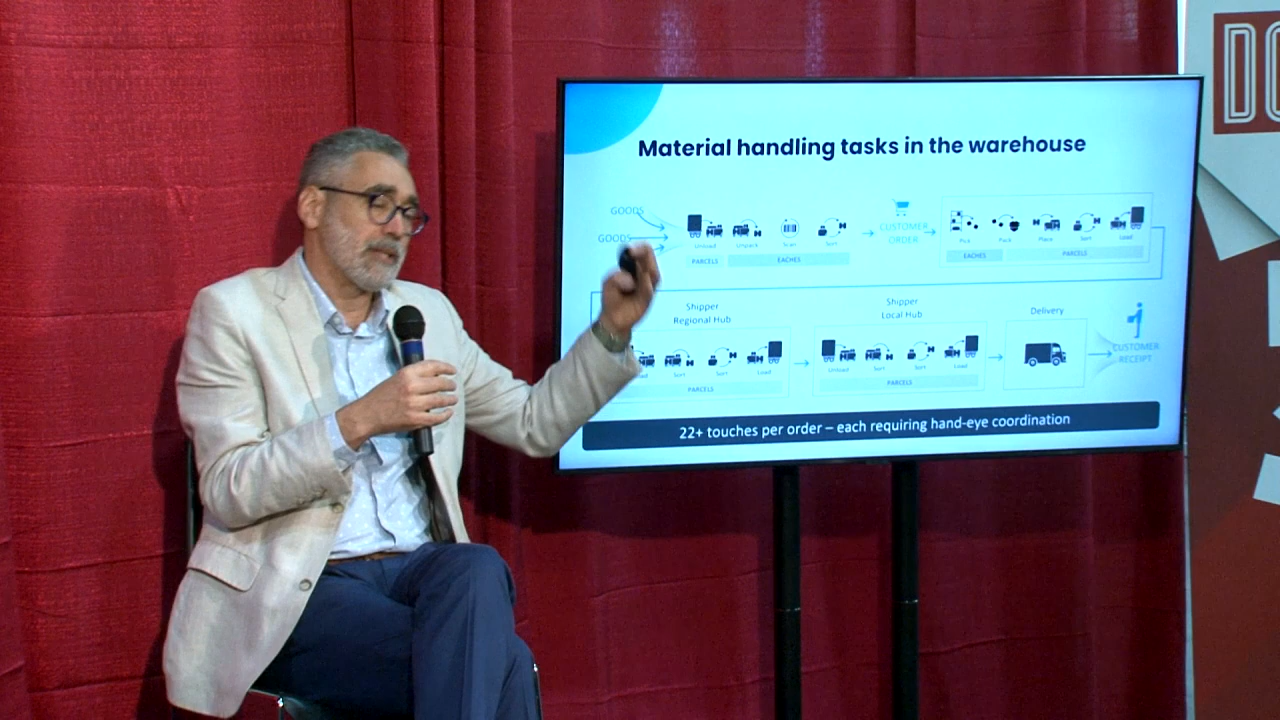 DO
Material handling tasks in the warehouse
GOODS
GOODS
Unload
Unpack
Scan
Sort
PARCELS
EACHES
CUSTOMER
ORDER
Pick
Pack
Place
Sort
Load
EACHES
PARCELS
Shipper
Regional Hub
Sort
Sort
Load
PARCELS
Shipper
Local Hub
Unload
Sort
Sort
Load
PARCELS
Delivery
CUSTOMER
RECEIPT
22+ touches per order – each requiring hand-eye coordination